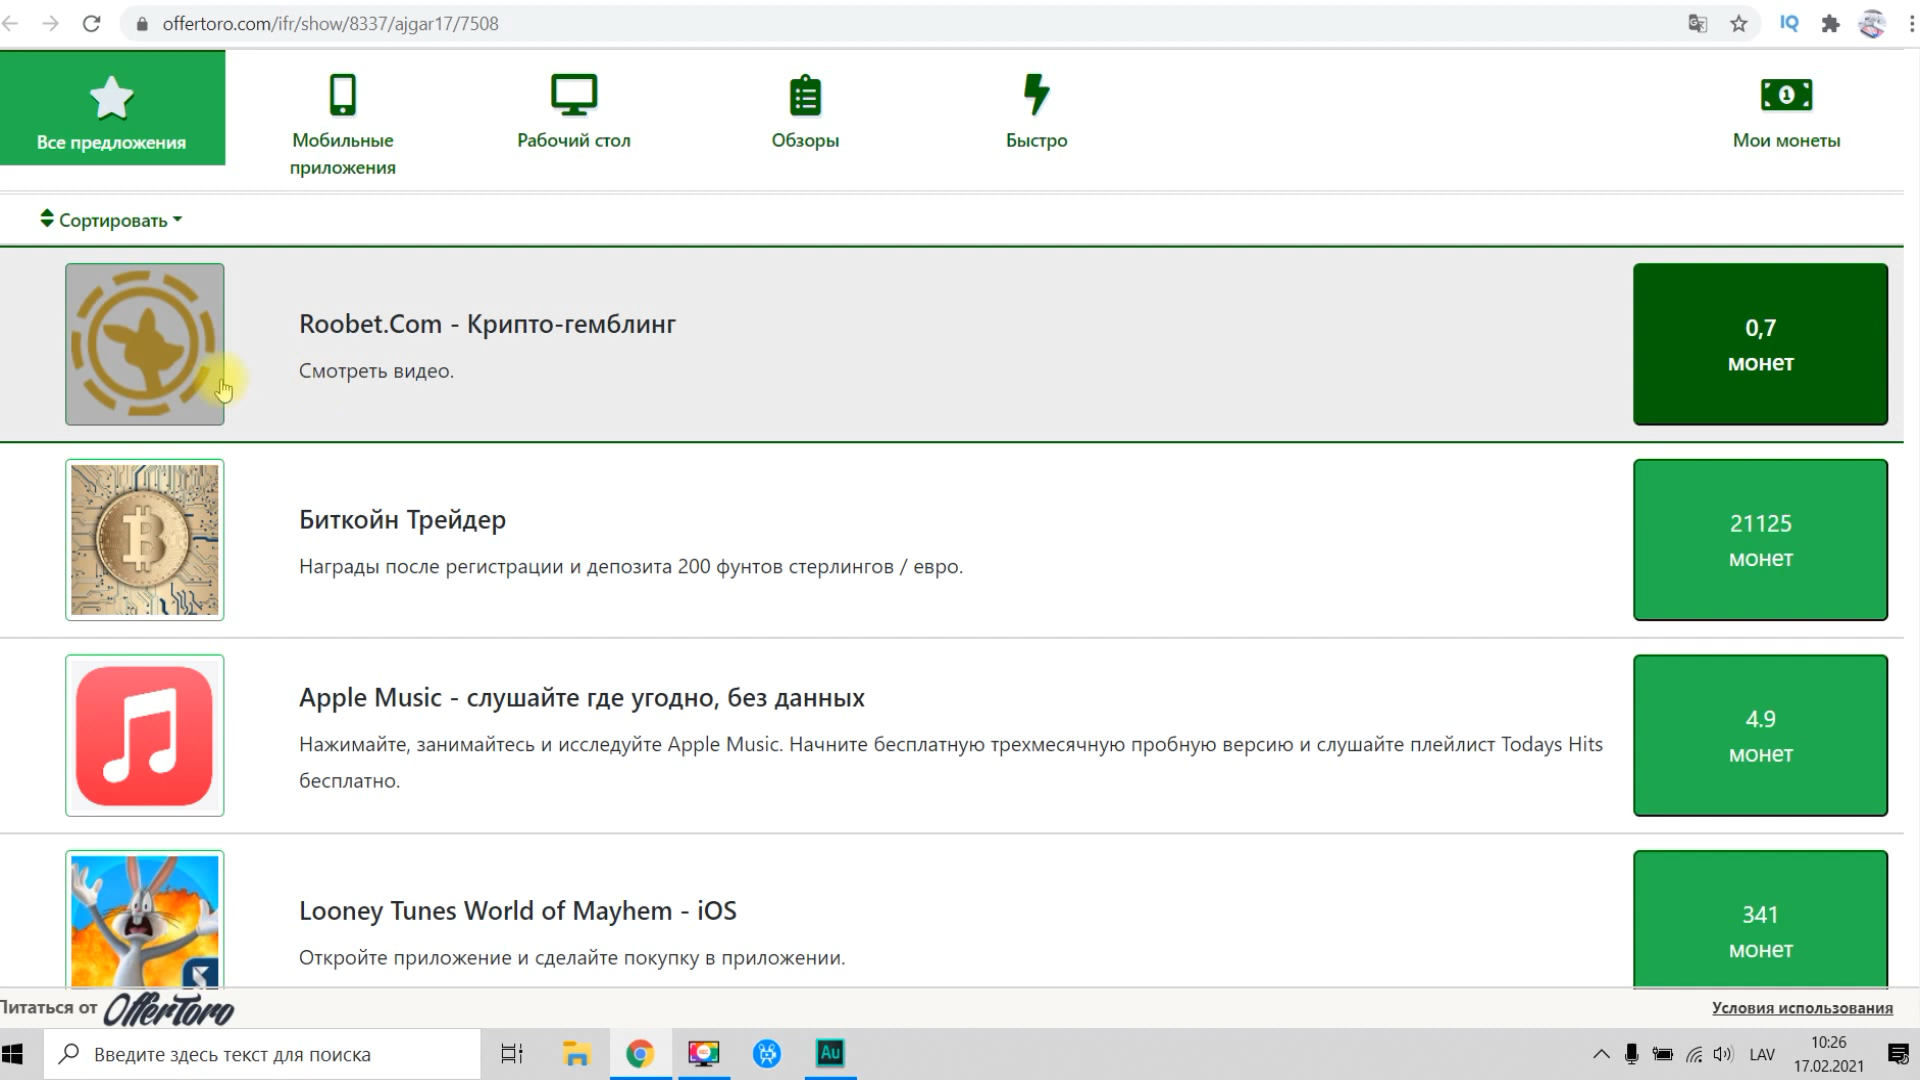 offertoro.com/ifr/show/8337/ajgar17/7508
IQ
Все предложения
Мобильные
приложения
Рабочий стол
Обзоры
Быстро
Мои монеты
Сортировать
Roobet.Com - Крипто-гемблинг
Смотреть видео.
0,7
монет
Биткойн Трейдер
Награды после регистрации и депозита 200 фунтов стерлингов / евро.
21125
монет
Apple Music - слушайте где угодно, без данных
Нажимайте, занимайтесь и исследуйте Apple Music. Начните бесплатную трехмесячную пробную версию и слушайте плейлист Todays Hits
бесплатно.
4.9
монет
Looney Tunes World of Mayhem - iOS
Откройте приложение и сделайте покупку в приложении.
341
монет
Питаться от OfferToro
Условия использования
Введите здесь текст для поиска
Au
LAV
10:26
17.02.2021